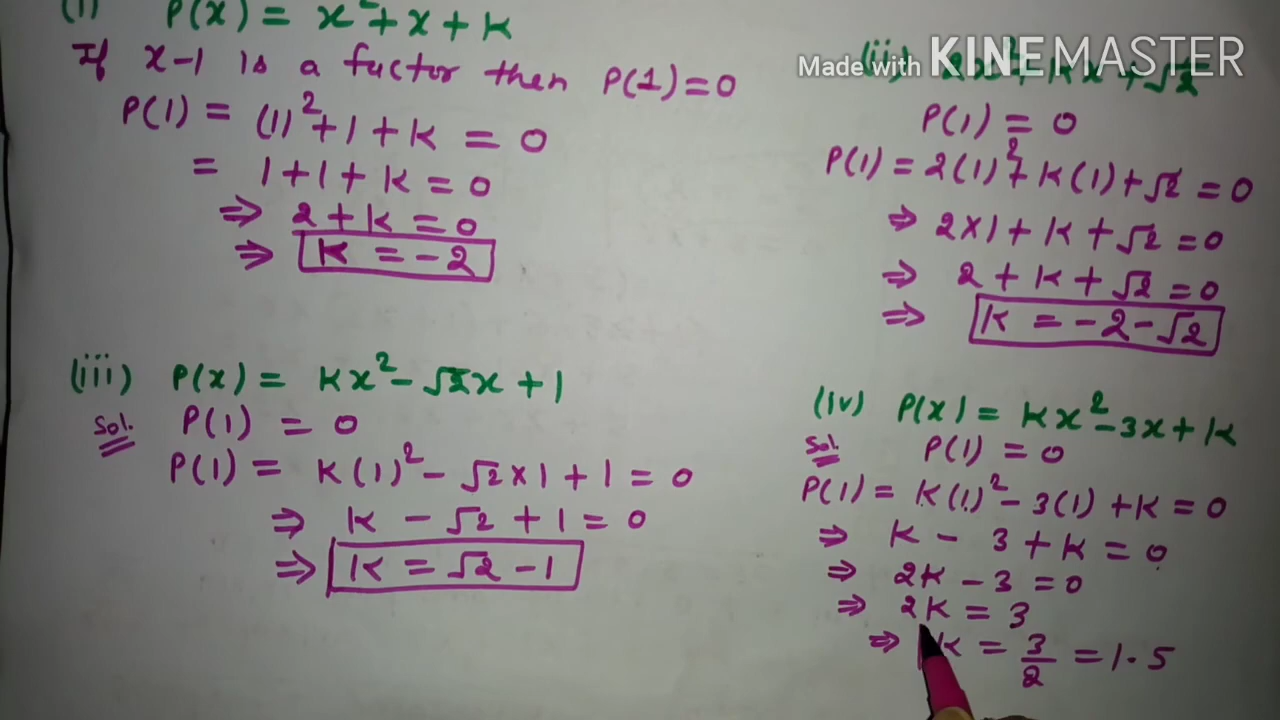 (i) P(x) = x² + x + k
If x-1 is a factor then P(1) = 0
P(1) = (1)² + 1 + k = 0
= 1 + 1 + k = 0
⇒ 2 + k = 0
⇒ k = -2
Made with KINEMASTER
(ii) 2x² + kx + √2
P(1) = 0
P(1) = 2(1)² + k(1) + √2 = 0
⇒ 2×1 + k + √2 = 0
⇒ 2 + k + √2 = 0
⇒ k = -2-√2
(iii) P(x) = kx² - √2x + 1
Sol. P(1) = 0
P(1) = k(1)² - √2×1 + 1 = 0
⇒ k - √2 + 1 = 0
⇒ k = √2 - 1
(iv) P(x) = kx² - 3x + k
Sol. P(1) = 0
P(1) = k(1)² - 3(1) + k = 0
⇒ k - 3 + k = 0
⇒ 2k - 3 = 0
⇒ 2k = 3
⇒ k = 3/2 = 1.5